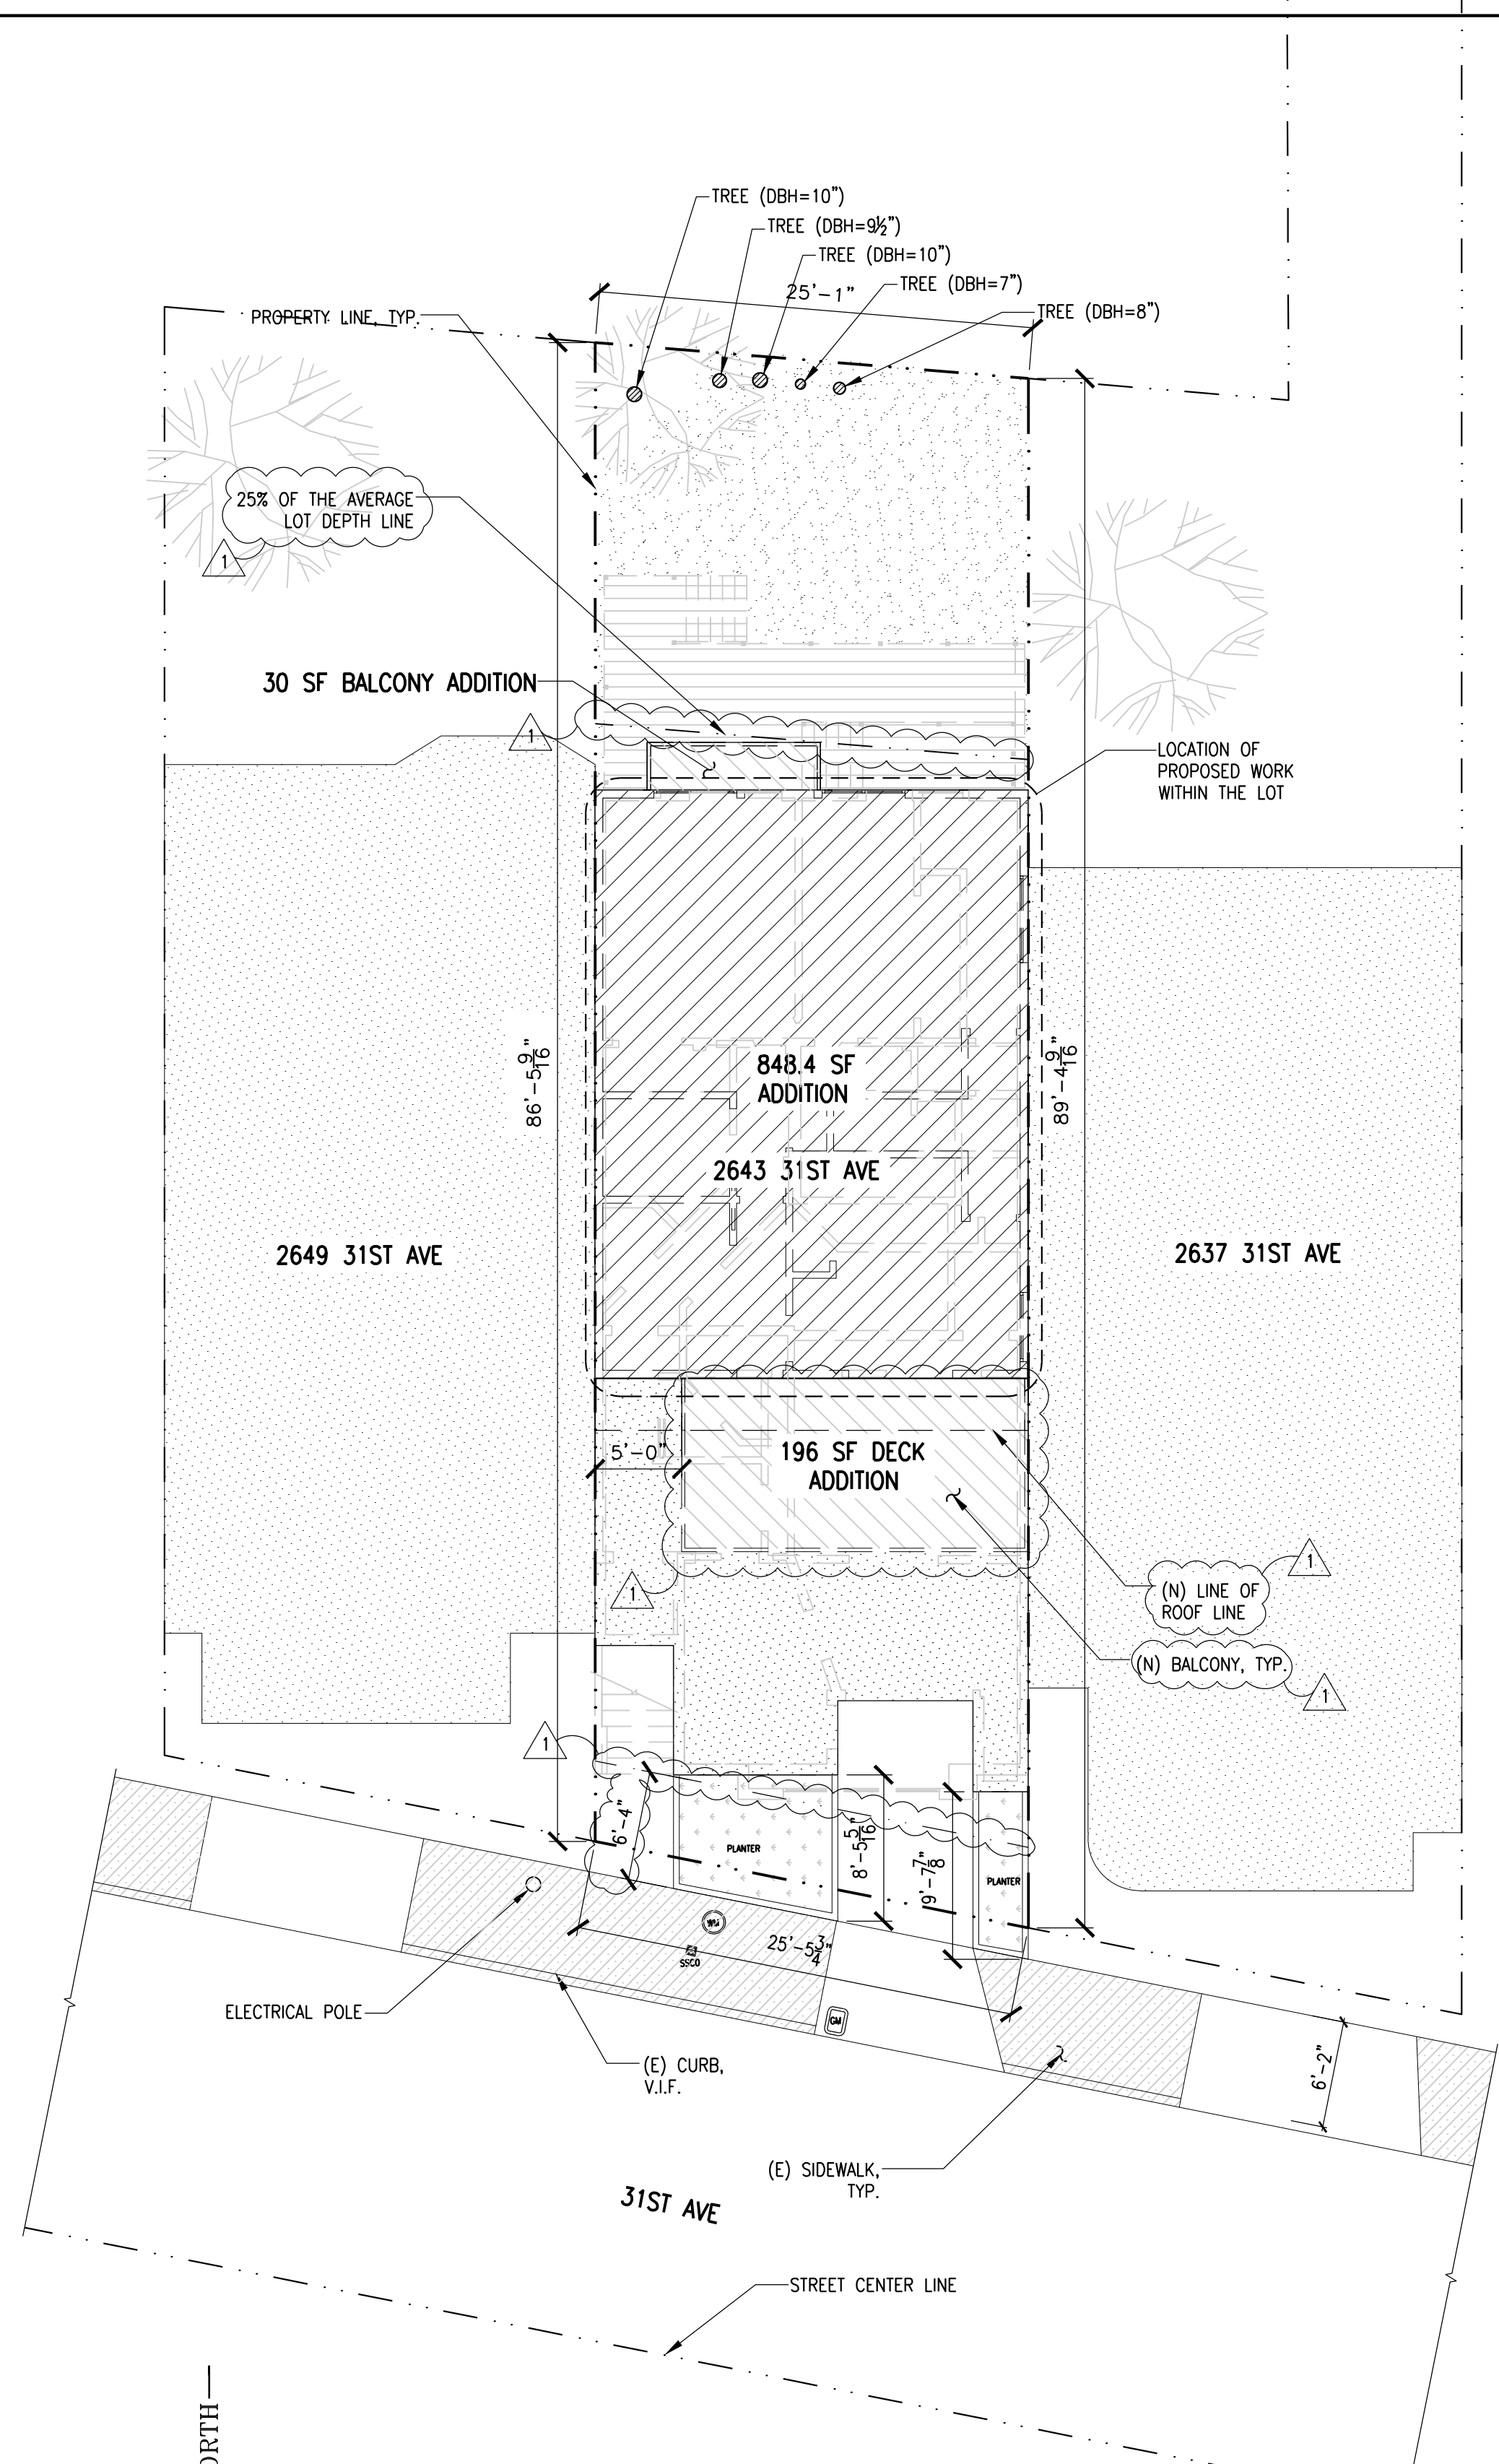 TREE (DBH=10")
TREE (DBH=9½")
TREE (DBH=10")
TREE (DBH=7")
25'-1"
TREE (DBH=8")
PROPERTY LINE, TYP.
25% OF THE AVERAGE
LOT DEPTH LINE
1
30 SF BALCONY ADDITION
1
LOCATION OF
PROPOSED WORK
WITHIN THE LOT
86'-5 9/16"
848.4 SF
ADDITION
89'-4 9/16"
2643 31ST AVE
2649 31ST AVE
2637 31ST AVE
5'-0"
196 SF DECK
ADDITION
1
(N) LINE OF
ROOF LINE
1
(N) BALCONY, TYP.
1
1
6'-4"
PLANTER
8'-5 5/16"
9'-7 7/8"
PLANTER
25'-5 3/4"
SSCO
GM
ELECTRICAL POLE
(E) CURB,
V.I.F.
6'-2"
(E) SIDEWALK,
TYP.
31ST AVE
STREET CENTER LINE
ORTH